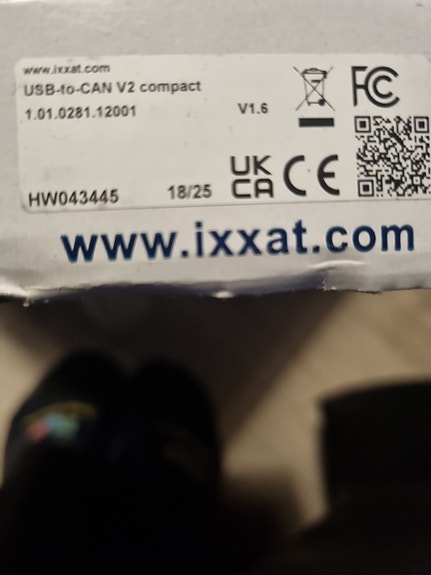 www.ixxat.com
USB-to-CAN V2 compact
1.01.0281.12001 V1.6
FC
UK
CA CE
HW043445 18/25
www.ixxat.com